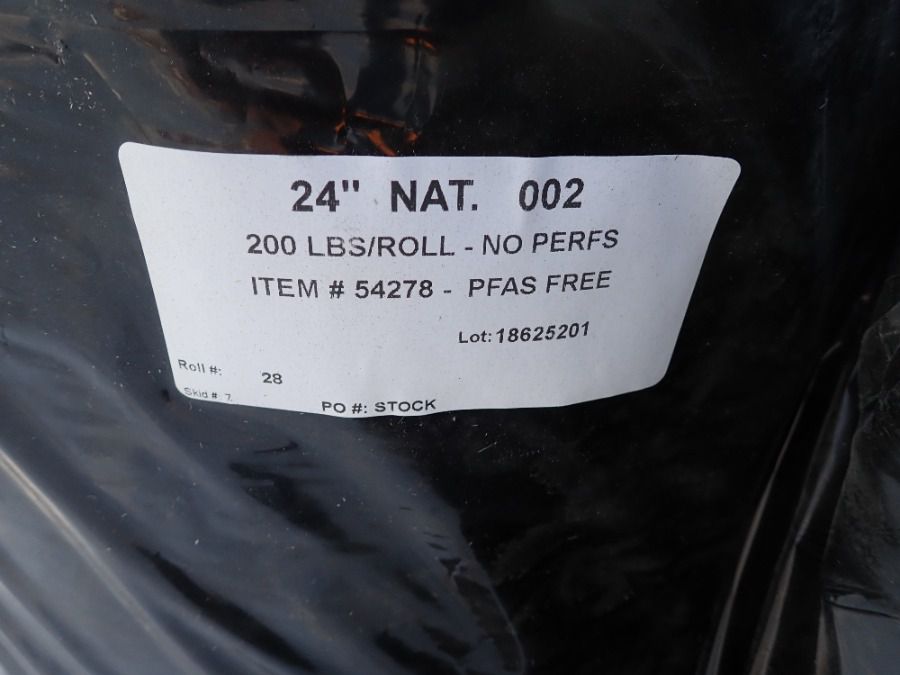 24" NAT. 002
200 LBS/ROLL - NO PERFS
ITEM # 54278 - PFAS FREE
Lot: 18625201
Roll #: 28
Skid # 7
PO #: STOCK